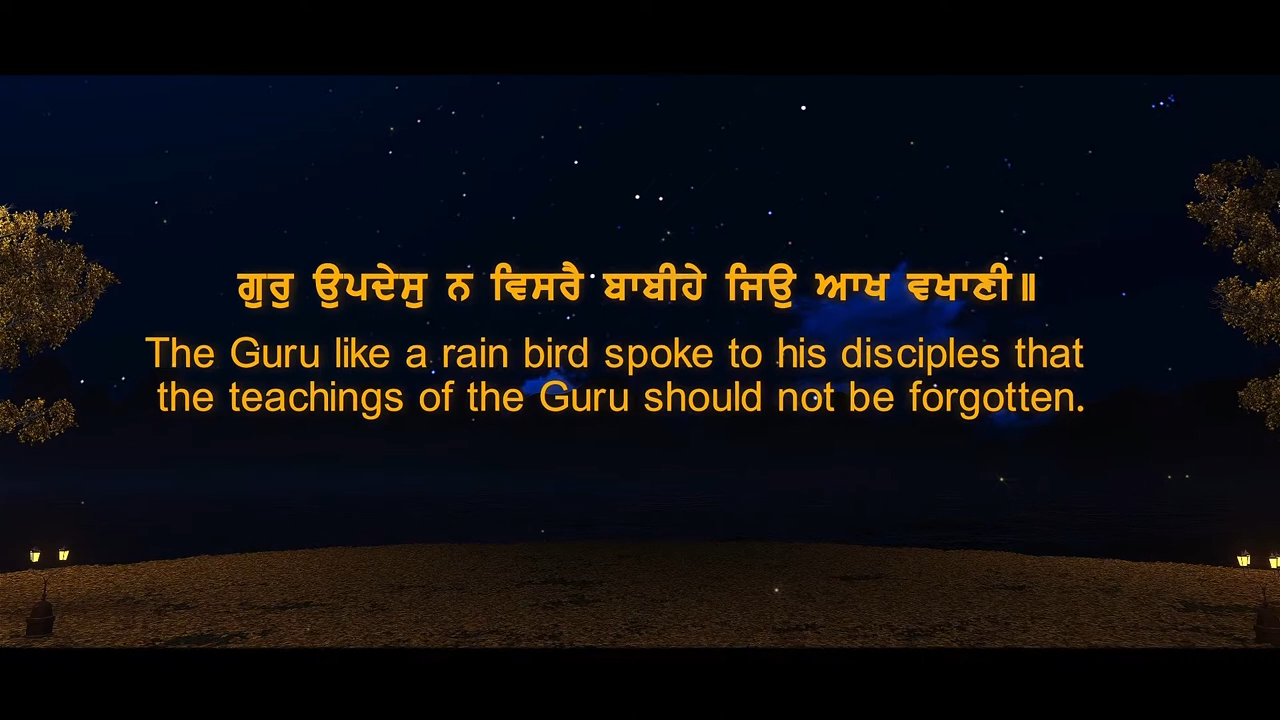 ਗੁਰੁ ਉਪਦੇਸੁ ਨ ਵਿਸਰੈ ਬਾਬੀਹੇ ਜਿਉ ਆਖ ਵਖਾਣੀ॥
The Guru like a rain bird spoke to his disciples that
the teachings of the Guru should not be forgotten.